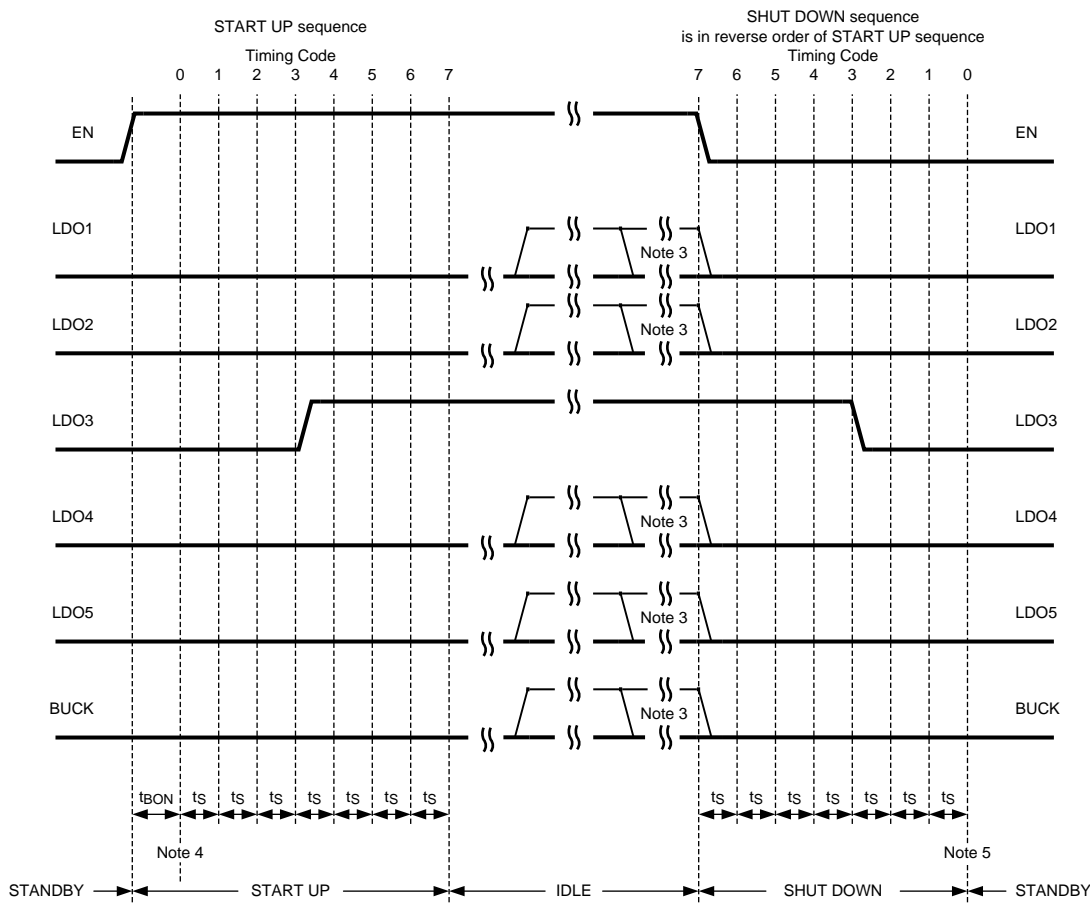 START UP sequence
SHUT DOWN sequence
is in reverse order of START UP sequence
Timing Code
Timing Code
0 1 2 3 4 5 6 7
7 6 5 4 3 2 1 0
EN
EN
LDO1
Note 3
LDO1
LDO2
Note 3
LDO2
LDO3
LDO3
LDO4
Note 3
LDO4
LDO5
Note 3
LDO5
BUCK
Note 3
BUCK
tBON tS tS tS tS tS tS tS
tS tS tS tS tS tS tS
Note 4
Note 5
STANDBY START UP IDLE SHUT DOWN STANDBY